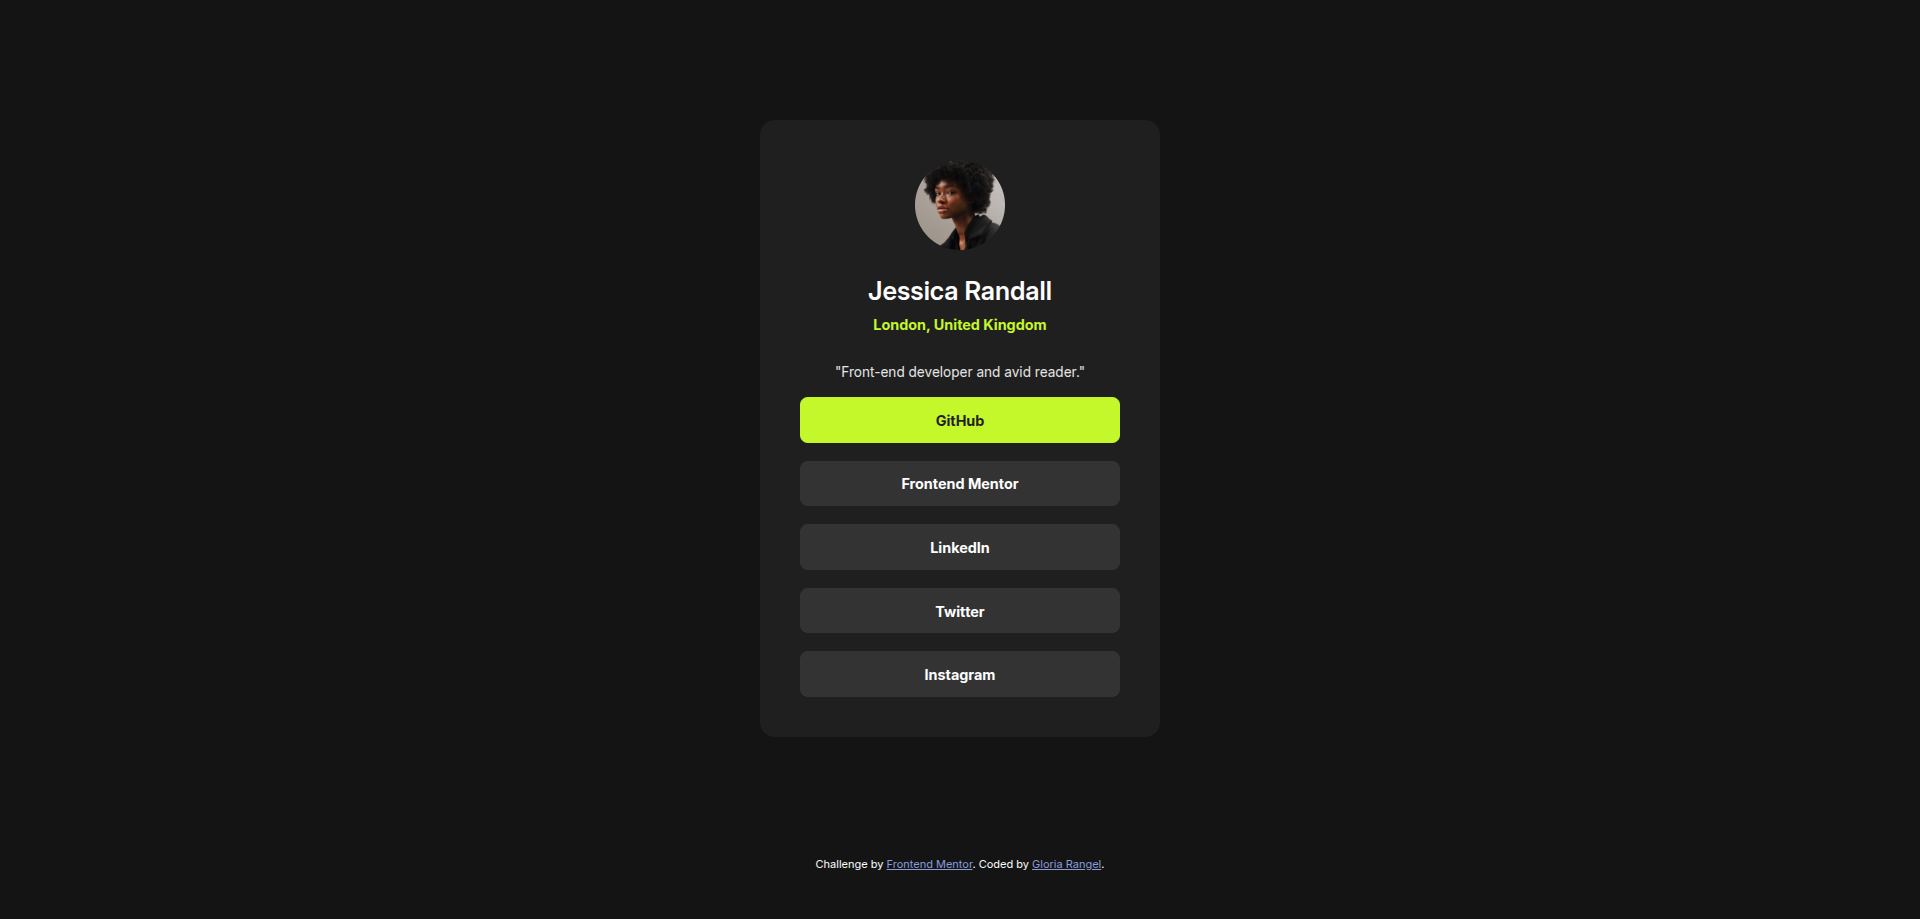 Jessica Randall
London, United Kingdom
"Front-end developer and avid reader."
GitHub
Frontend Mentor
LinkedIn
Twitter
Instagram
Challenge by Frontend Mentor. Coded by Gloria Rangel.